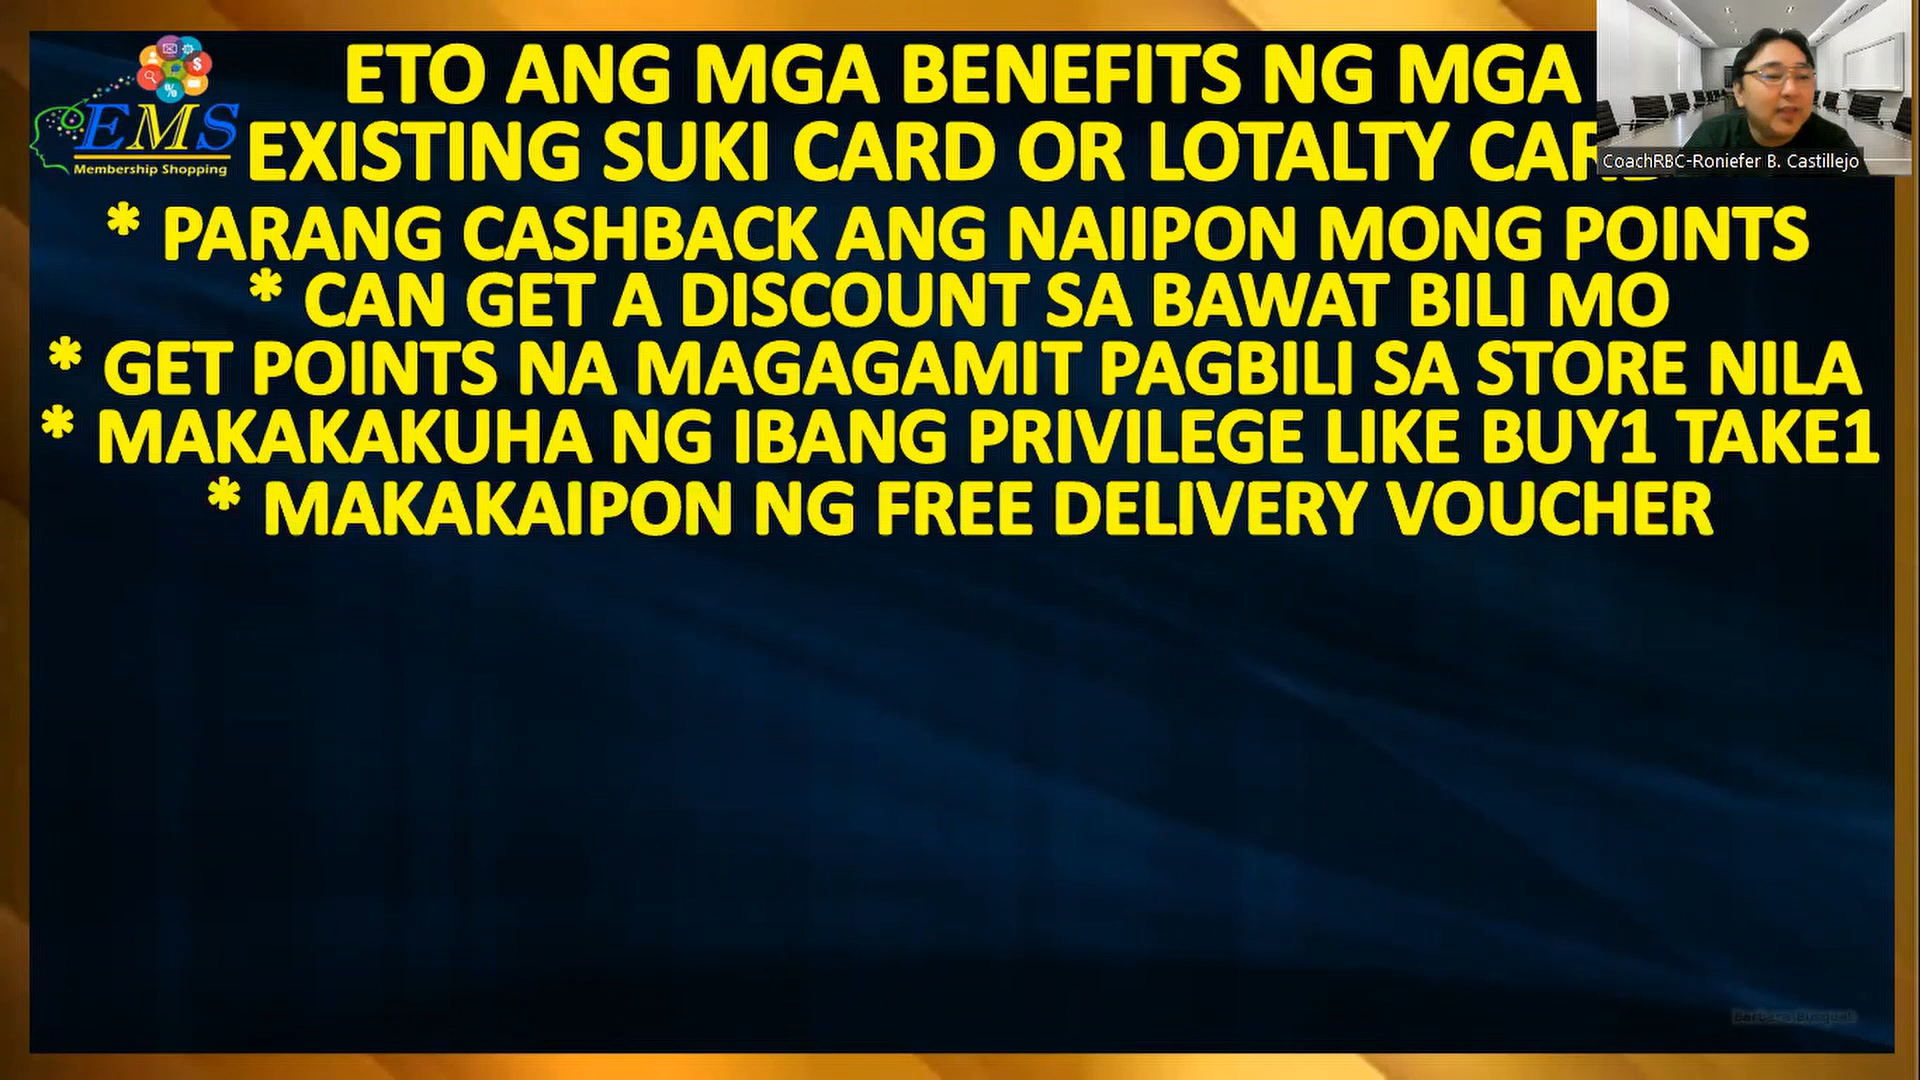 EMS
Membership Shopping
ETO ANG MGA BENEFITS NG MGA
EXISTING SUKI CARD OR LOTALTY
CoachRBC-Roniefer B. Castillejo
* PARANG CASHBACK ANG NAIIPON MONG POINTS
* CAN GET A DISCOUNT SA BAWAT BILI MO
* GET POINTS NA MAGAGAMIT PAGBILI SA STORE NILA
* MAKAKAKUHA NG IBANG PRIVILEGE LIKE BUY1 TAKE1
* MAKAKAIPON NG FREE DELIVERY VOUCHER